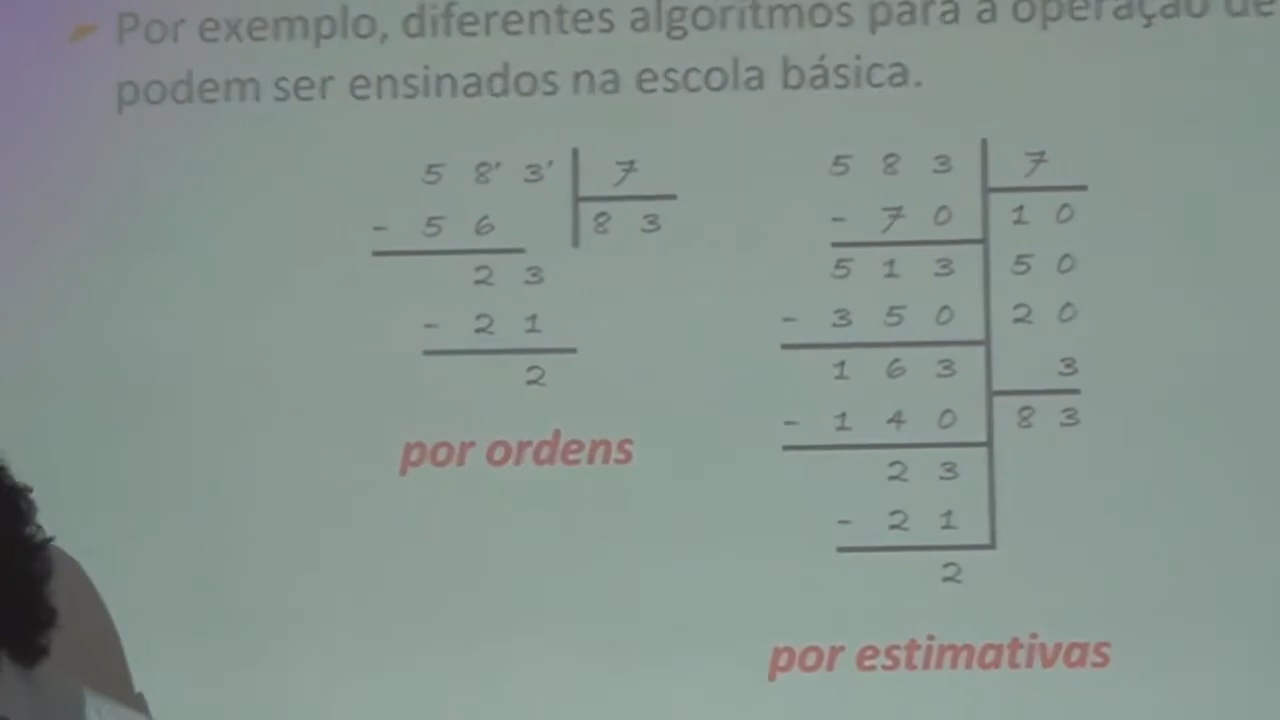 Por exemplo, diferentes algoritmos para a operação de
podem ser ensinados na escola básica.
5 8' 3' 7
- 5 6 8 3
2 3
- 2 1
2
por ordens
5 8 3 7
- 7 0 1 0
5 1 3 5 0
- 3 5 0 2 0
1 6 3 3
- 1 4 0 8 3
2 3
- 2 1
2
por estimativas